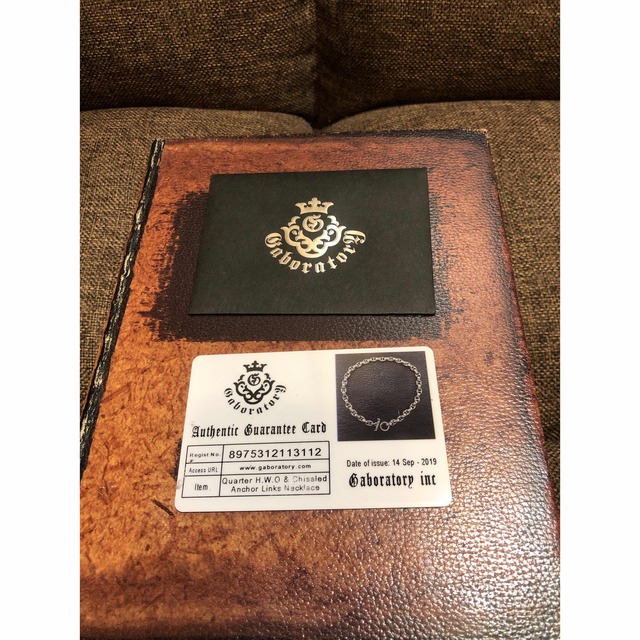 G
Gaboratory
G
Gaboratory
Authentic Guarantee Card
Regist No. 8975312113112
Access URL www.gaboratory.com
Item Quarter H.W.O & Chisaled
Anchor Links Necklace
Date of issue: 14 Sep - 2019
Gaboratory inc